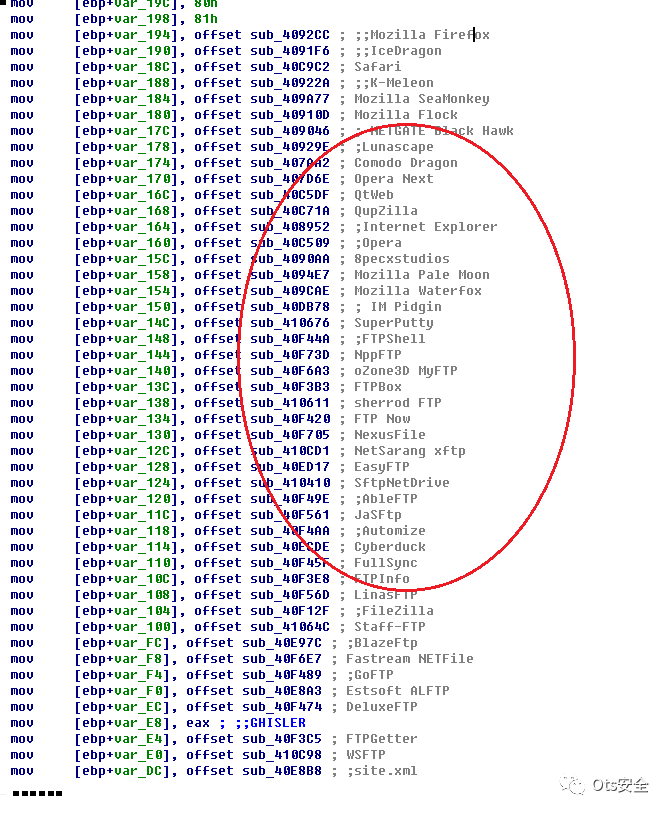 mov [ebp+var_19C], 80h
mov [ebp+var_198], 81h
mov [ebp+var_194], offset sub_4092CC ; ;;Mozilla Firefox
mov [ebp+var_190], offset sub_4091F6 ; ;;IceDragon
mov [ebp+var_18C], offset sub_40C9C2 ; Safari
mov [ebp+var_188], offset sub_40922A ; ;;K-Meleon
mov [ebp+var_184], offset sub_409A77 ; Mozilla SeaMonkey
mov [ebp+var_180], offset sub_40910D ; Mozilla Flock
mov [ebp+var_17C], offset sub_409046 ; NETGATE Black Hawk
mov [ebp+var_178], offset sub_40929E ; ;Lunascape
mov [ebp+var_174], offset sub_407AA2 ; Comodo Dragon
mov [ebp+var_170], offset sub_407D6E ; Opera Next
mov [ebp+var_16C], offset sub_40C5DF ; QtWeb
mov [ebp+var_168], offset sub_40C71A ; QupZilla
mov [ebp+var_164], offset sub_408952 ; ;Internet Explorer
mov [ebp+var_160], offset sub_40C509 ; ;Opera
mov [ebp+var_15C], offset sub_4090AA ; 8pecxstudios
mov [ebp+var_158], offset sub_4094E7 ; Mozilla Pale Moon
mov [ebp+var_154], offset sub_409CAE ; Mozilla Waterfox
mov [ebp+var_150], offset sub_40DB78 ; ; IM Pidgin
mov [ebp+var_14C], offset sub_410676 ; SuperPutty
mov [ebp+var_148], offset sub_40F44A ; ;FTPShell
mov [ebp+var_144], offset sub_40F73D ; NppFTP
mov [ebp+var_140], offset sub_40F6A3 ; oZone3D MyFTP
mov [ebp+var_13C], offset sub_40F3B3 ; FTPBox
mov [ebp+var_138], offset sub_410611 ; sherrod FTP
mov [ebp+var_134], offset sub_40F420 ; FTP Now
mov [ebp+var_130], offset sub_40F705 ; NexusFile
mov [ebp+var_12C], offset sub_410CD1 ; NetSarang xftp
mov [ebp+var_128], offset sub_40ED17 ; EasyFTP
mov [ebp+var_124], offset sub_410410 ; SftpNetDrive
mov [ebp+var_120], offset sub_40F49E ; ;AbleFTP
mov [ebp+var_11C], offset sub_40F561 ; JaSFtp
mov [ebp+var_118], offset sub_40F4AA ; ;Automize
mov [ebp+var_114], offset sub_40ECDE ; Cyberduck
mov [ebp+var_110], offset sub_40F45F ; FullSync
mov [ebp+var_10C], offset sub_40F3E8 ; FTPInfo
mov [ebp+var_108], offset sub_40F56D ; LinasFTP
mov [ebp+var_104], offset sub_40F12F ; ;FileZilla
mov [ebp+var_100], offset sub_41064C ; Staff-FTP
mov [ebp+var_FC], offset sub_40E97C ; ;BlazeFtp
mov [ebp+var_F8], offset sub_40F6E7 ; Fastream NETFile
mov [ebp+var_F4], offset sub_40F489 ; ;GoFTP
mov [ebp+var_F0], offset sub_40E8A3 ; Estsoft ALFTP
mov [ebp+var_EC], offset sub_40F474 ; DeluxeFTP
mov [ebp+var_E8], eax ; ;;GHISLER
mov [ebp+var_E4], offset sub_40F3C5 ; FTPGetter
mov [ebp+var_E0], offset sub_410C98 ; WSFTP
mov [ebp+var_DC], offset sub_40E8B8 ; ;site.xml
Ots安全